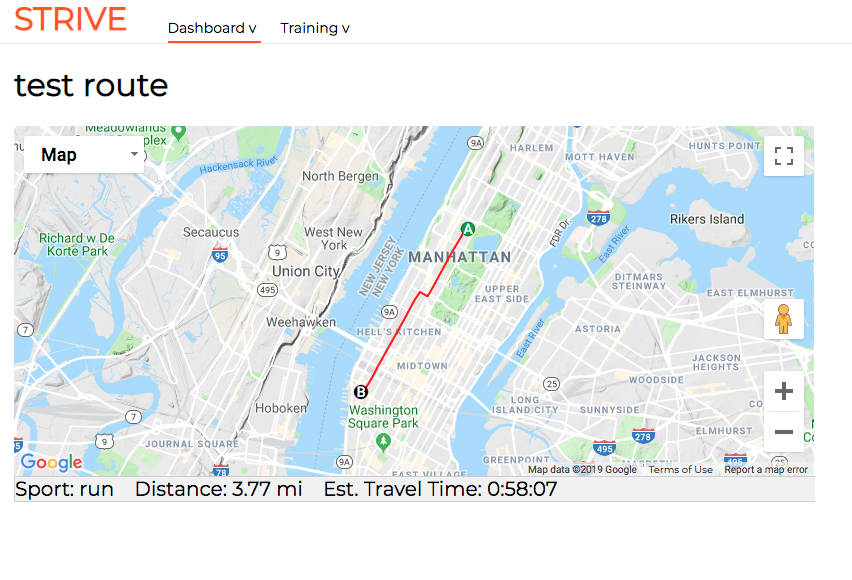 STRIVE
Dashboard v
Training v
test route
Meadowlands
Complex
Map
9A
HARLEM
HUNTS POINT
MOTT HAVEN
Hackensack River
North Bergen
Secaucus
West New
York
Richard w De
Korte Park
95
9
Union City
495
NEW JERSEY
NEW YORK
A
MANHATTAN
FDR Dr
278
East River
Rikers Island
UPPER
EAST SIDE
DITMARS
STEINWAY
EAST ELMHURST
7
Weehawken
9A
HELL'S KITCHEN
East River
ASTORIA
MIDTOWN
JACKSON
HEIGHTS
B
25
WOODSIDE
Hoboken
Washington
Square Park
LONG
ISLAND CITY
SUNNYSIDE
7
9
JOURNAL SQUARE
ELMHURST
278
495
GREENPOINT
9A
78
EAST VILLAGE
495
Google
Map data ©2019 Google
Terms of Use
Report a map error
Sport: run Distance: 3.77 mi Est. Travel Time: 0:58:07